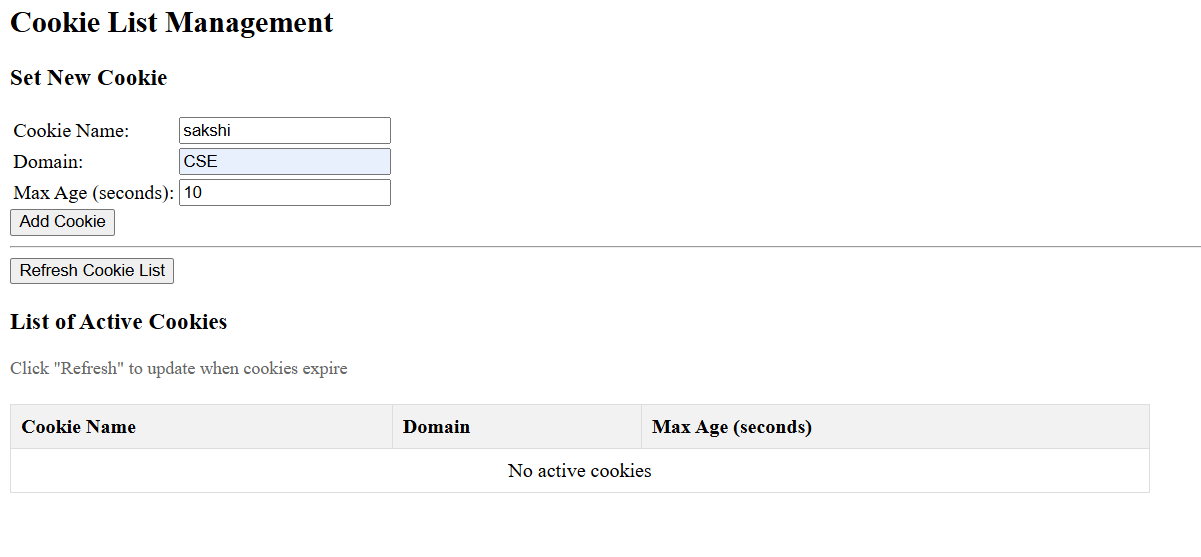 Cookie List Management
Set New Cookie
Cookie Name: sakshi
Domain: CSE
Max Age (seconds): 10
Add Cookie
Refresh Cookie List
List of Active Cookies
Click "Refresh" to update when cookies expire
Cookie Name Domain Max Age (seconds)
No active cookies